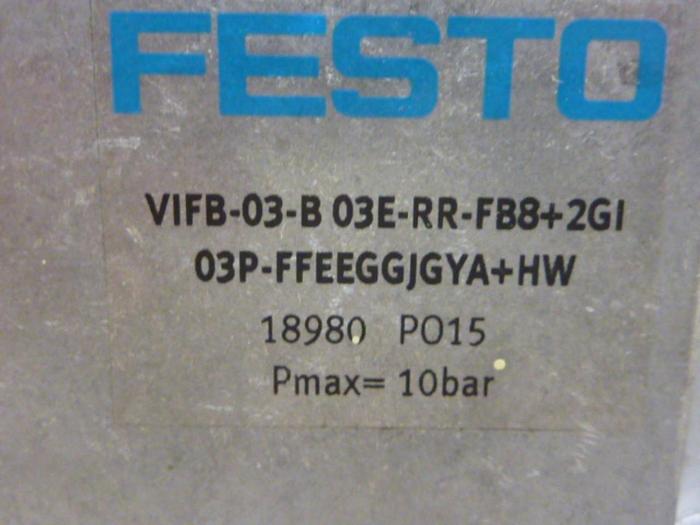 FESTO
VIFB-03-B 03E-RR-FB8+2GI
03P-FFEEGGJGYA+HW
18980 PO15
Pmax= 10bar